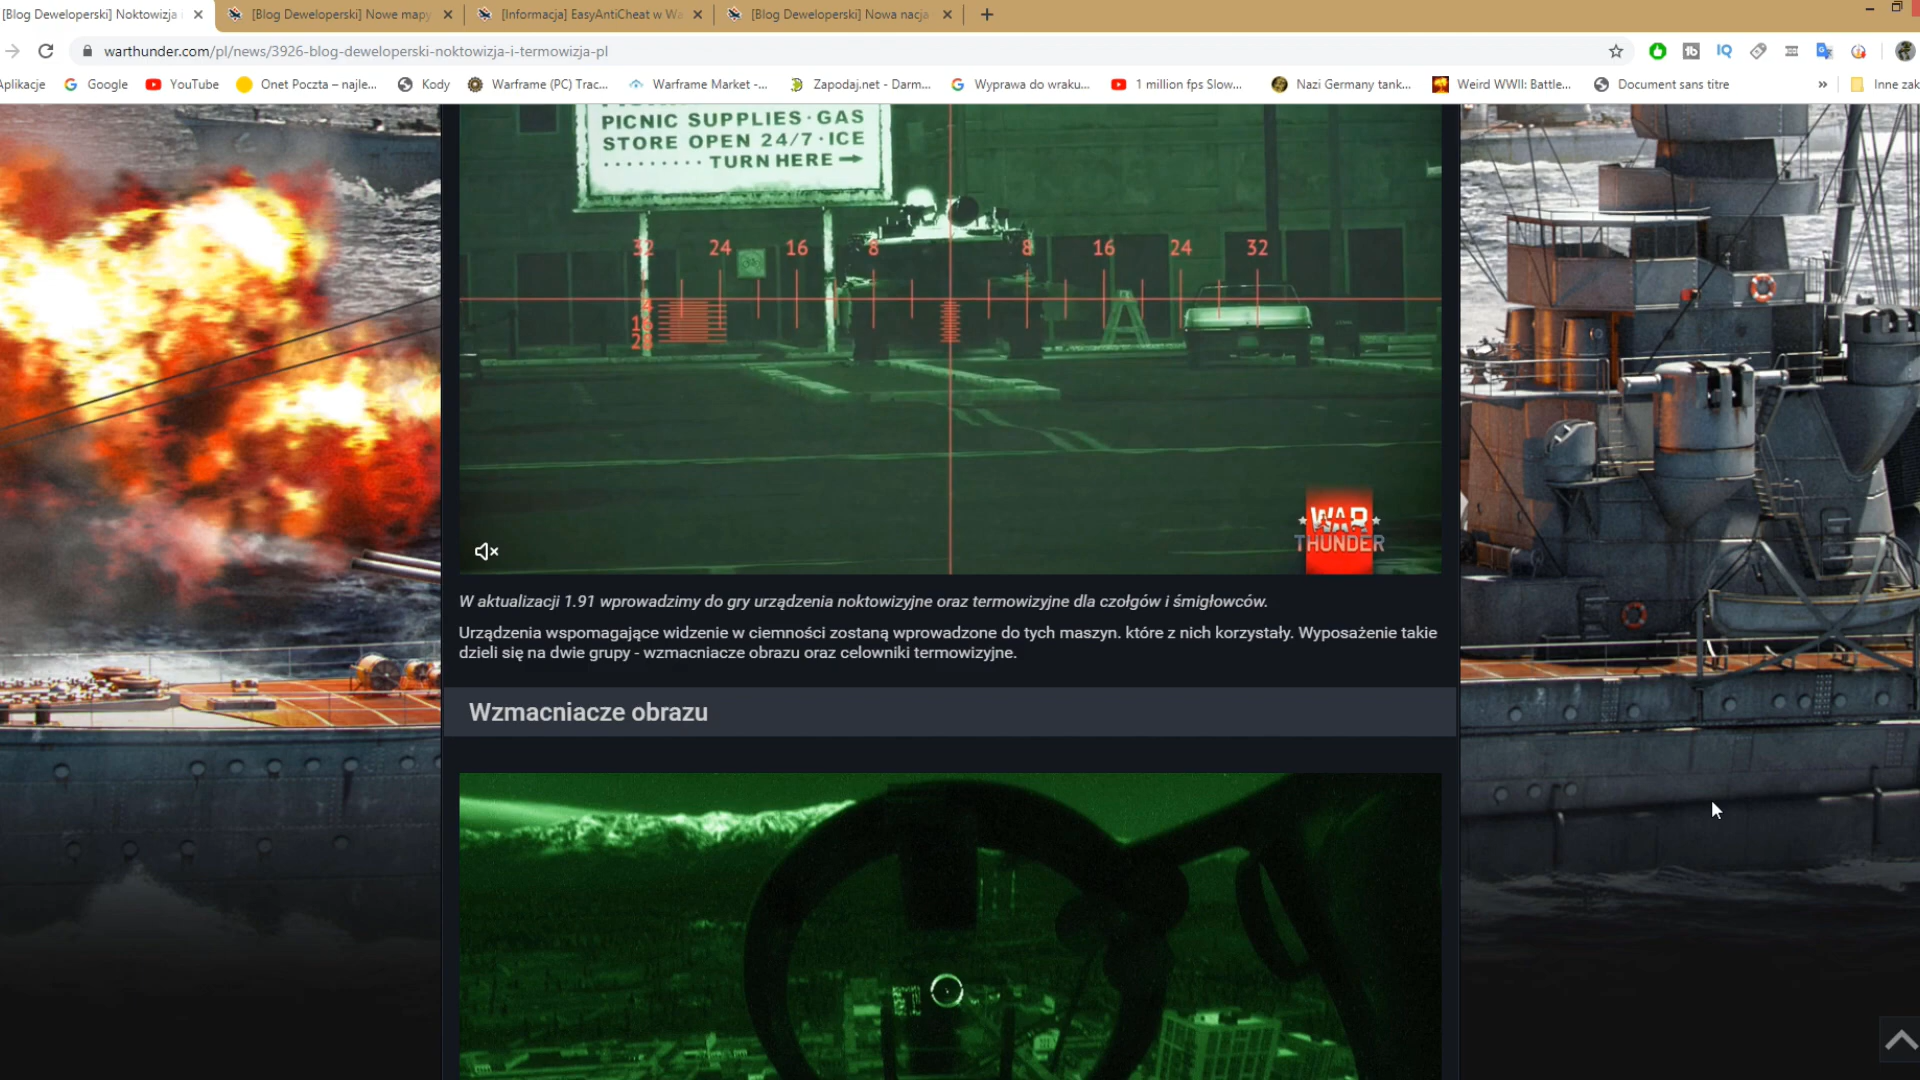 [Blog Deweloperski] Noktowizja
[Blog Deweloperski] Nowe mapy
[Informacja] EasyAntiCheat w Wa
[Blog Deweloperski] Nowa nacja
warthunder.com/pl/news/3926-blog-deweloperski-noktowizja-i-termowizja-pl
Aplikacje
Google
YouTube
Onet Poczta – najle...
Kody
Warframe (PC) Trac...
Warframe Market -...
Zapodaj.net - Darm...
Wyprawa do wraku...
1 million fps Slow...
Nazi Germany tank...
Weird WWII: Battle...
Document sans titre
»
Inne zak
PICNIC SUPPLIES·GAS
STORE OPEN 24/7·ICE
········ TURN HERE →
32 24 16 8 8 16 24 32
WAR
THUNDER
W aktualizacji 1.91 wprowadzimy do gry urządzenia noktowizyjne oraz termowizyjne dla czołgów i śmigłowców.
Urządzenia wspomagające widzenie w ciemności zostaną wprowadzone do tych maszyn. które z nich korzystały. Wyposażenie takie
dzieli się na dwie grupy - wzmacniacze obrazu oraz celowniki termowizyjne.
Wzmacniacze obrazu